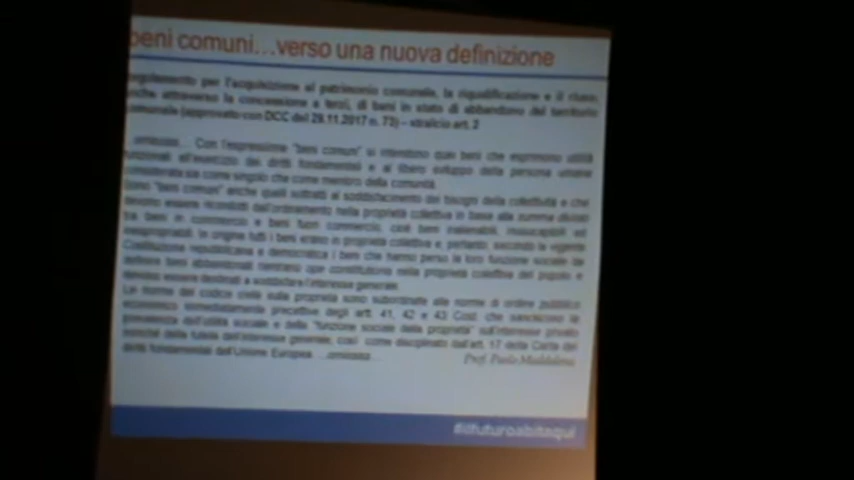 beni comuni...verso una nuova definizione
regolamento per l'acquisizione al patrimonio comunale, la riqualificazione e il riuso,
anche attraverso la concessione a terzi, di beni in stato di abbandono del territorio
comunale (approvato con DCC del 29.11.2017 n. 73) – stralcio art. 2
...omissis... Con l'espressione "beni comuni" si intendono quei beni che esprimono utilità
funzionali all'esercizio dei diritti fondamentali e al libero sviluppo della persona umana
considerata sia come singolo che come membro della comunità.
Sono "beni comuni" anche quelli sottratti al soddisfacimento dei bisogni della collettività e che
devono essere ricondotti dall'ordinamento nella proprietà collettiva in base alla summa divisio
tra beni in commercio e beni fuori commercio, cioè beni inalienabili, inusucapibili ed
inespropriabili. In origine tutti i beni erano in proprietà collettiva e, pertanto, secondo la vigente
Costituzione repubblicana e democratica i beni che hanno perso la loro funzione sociale
beni abbandonati rientrano nella proprietà collettiva del popolo e
devono essere destinati a soddisfare l'interesse generale.
Le norme del codice civile sulla proprietà sono subordinate alle norme di ordine pubblico
economico immediatamente precettive degli artt. 41, 42 e 43 Cost. che sanciscono la
prevalenza dell'utilità sociale e della "funzione sociale della proprietà" sull'interesse privato
nonché della tutela dell'interesse generale, così come disciplinato dall'art. 17 della Carta dei
diritti fondamentali dell'Unione Europea. ...omissis... Prof. Paolo Maddalena
#ilfuturoabitaqui